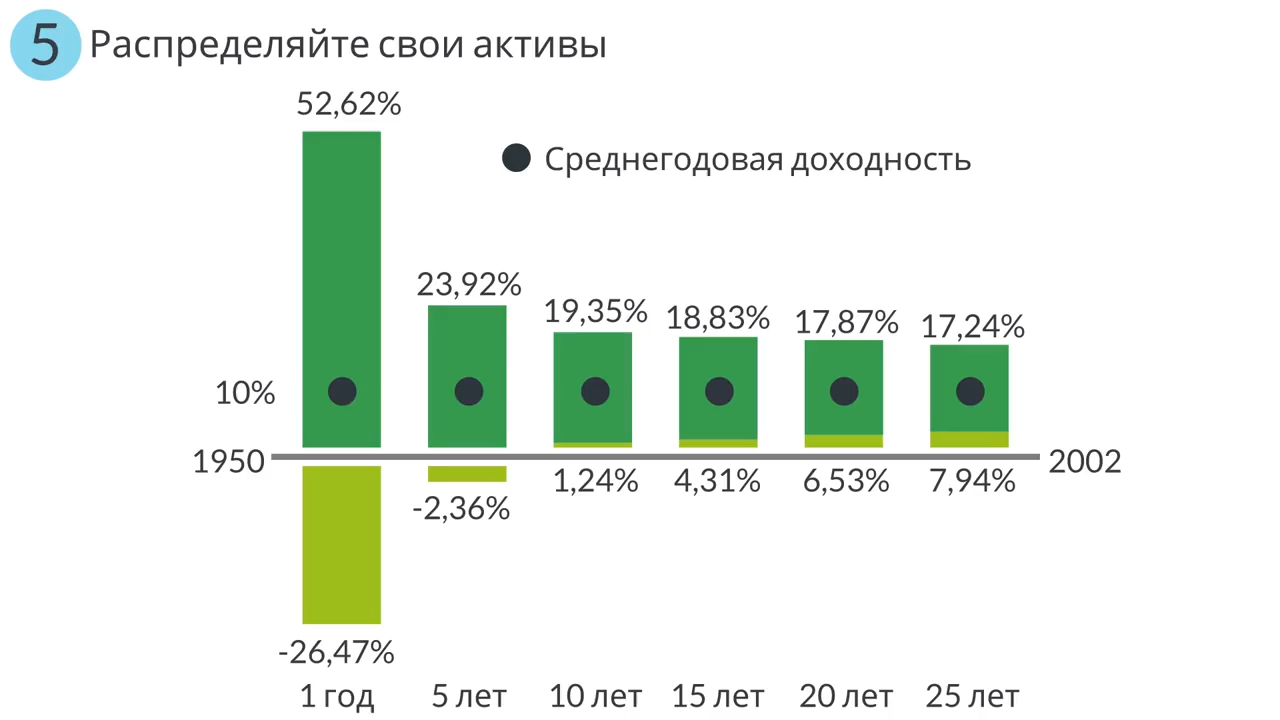 5 Распределяйте свои активы
52,62%
Среднегодовая доходность
23,92%
19,35% 18,83% 17,87% 17,24%
10%
1950 2002
1,24% 4,31% 6,53% 7,94%
-2,36%
-26,47%
1 год 5 лет 10 лет 15 лет 20 лет 25 лет